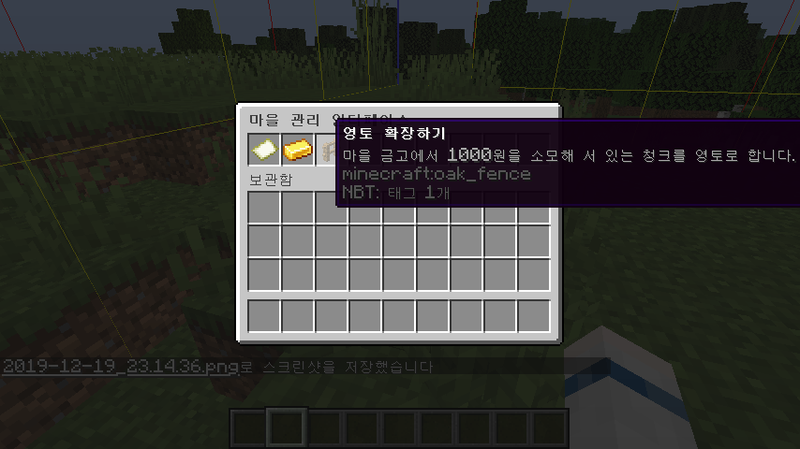 마을 관리
영토 확장하기
마을 금고에서 1000원을 소모해 서 있는 청크를 영토로 합니다.
minecraft:oak_fence
NBT: 태그 1개
보관함
2019-12-19_23.14.36.png로 스크린샷을 저장했습니다